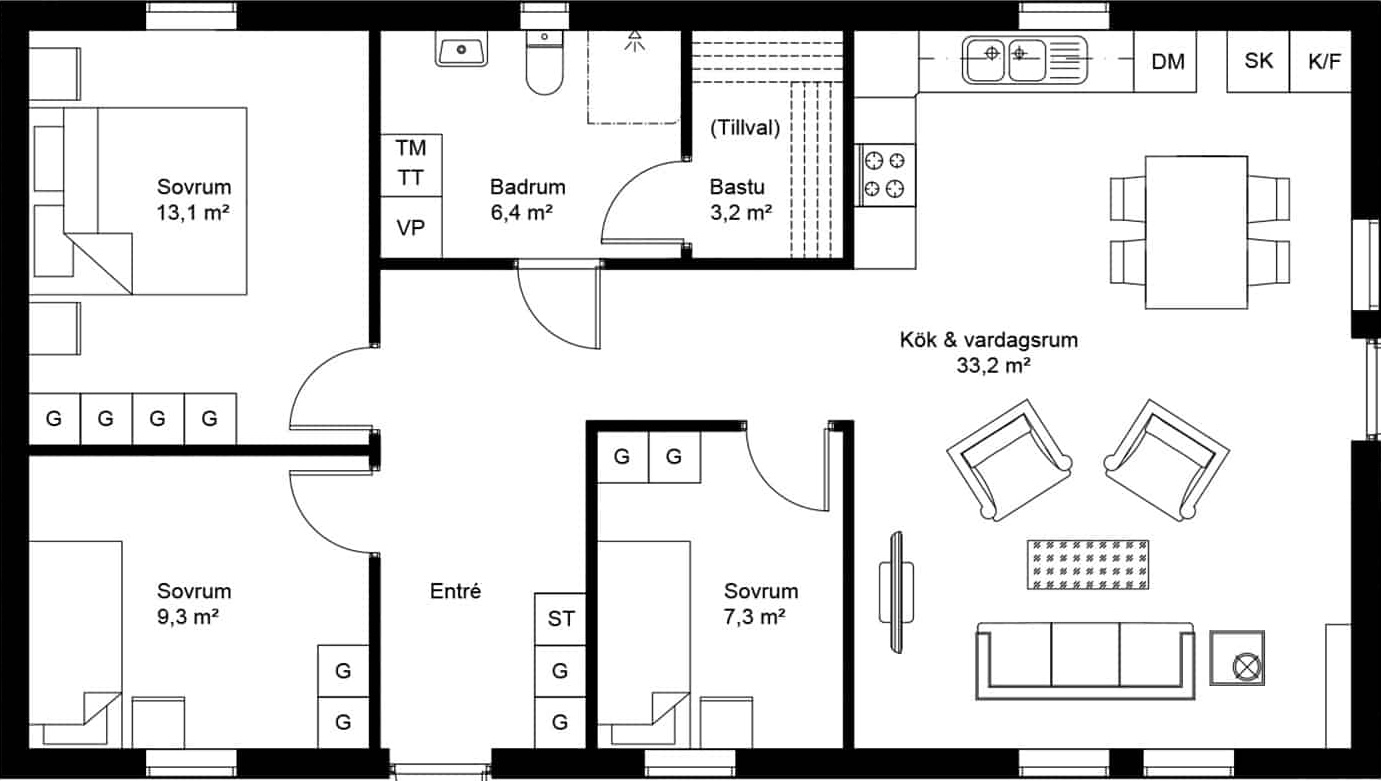 DM
SK
K/F
(Tillval)
TM
TT
VP
Sovrum
13,1 m²
Badrum
6,4 m²
Bastu
3,2 m²
Kök & vardagsrum
33,2 m²
G
G
G
G
G
G
Sovrum
9,3 m²
Entré
ST
Sovrum
7,3 m²
G
G
G
G